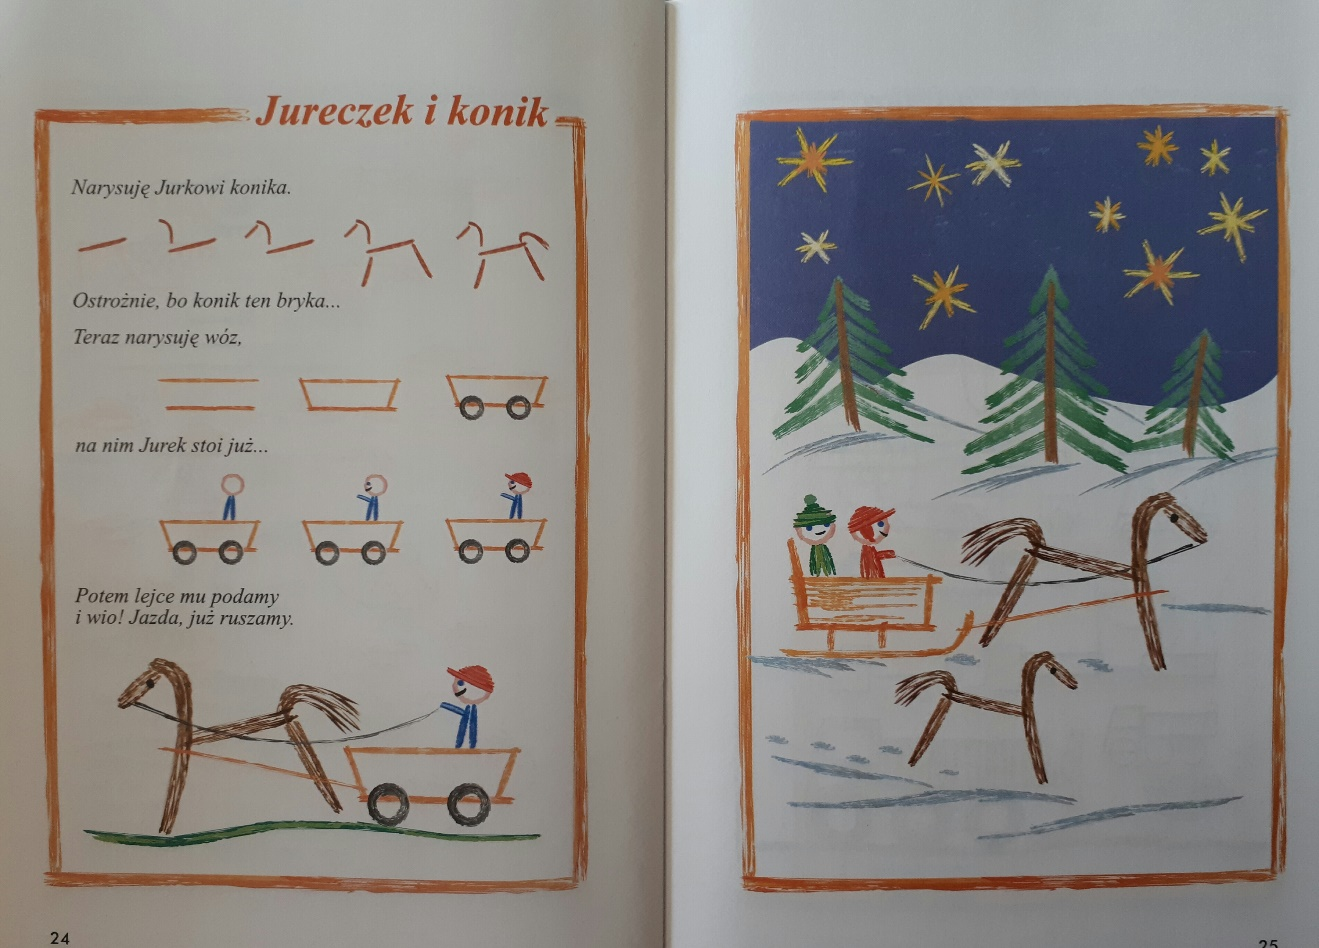 Jureczek i konik
Narysuję Jurkowi konika.
Ostrożnie, bo konik ten bryka...
Teraz narysuję wóz,
na nim Jurek stoi już...
Potem lejce mu podamy
i wio! Jazda, już ruszamy.
24
25